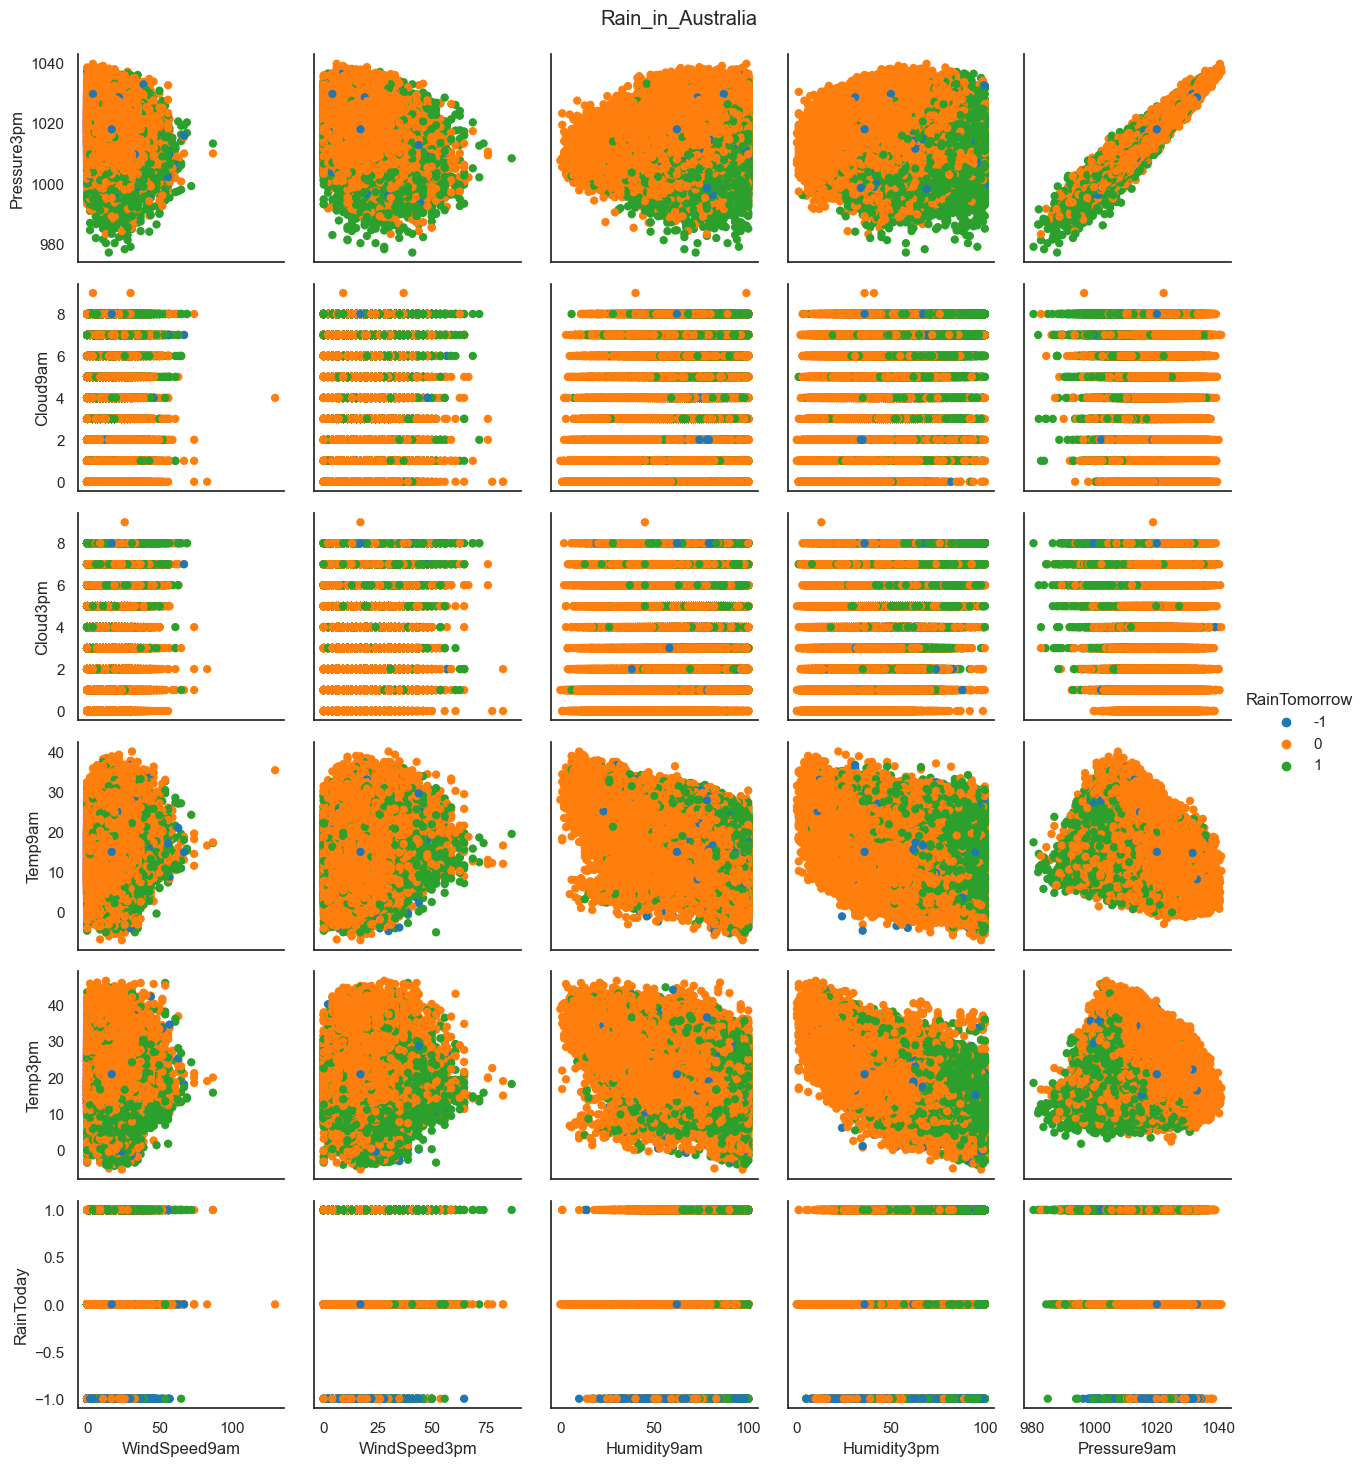 Rain_in_Australia
1040
1020
1000
980
Pressure3pm
8
6
4
2
0
Cloud9am
8
6
4
2
0
Cloud3pm
40
30
20
10
0
Temp9am
40
30
20
10
0
Temp3pm
1.0
0.5
0.0
−0.5
−1.0
RainToday
0 50 100
WindSpeed9am
0 25 50 75
WindSpeed3pm
0 50 100
Humidity9am
0 50 100
Humidity3pm
980 1000 1020 1040
Pressure9am
RainTomorrow
-1
0
1